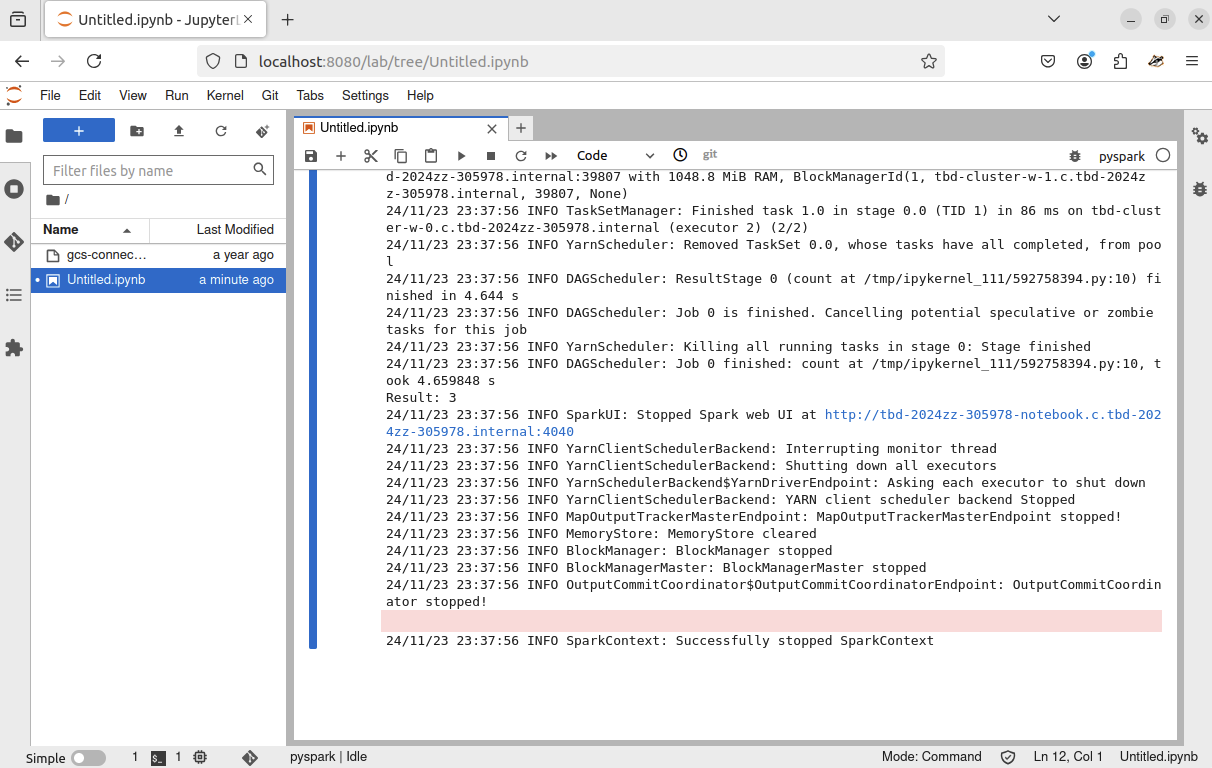 Untitled.ipynb - Jupyter
localhost:8080/lab/tree/Untitled.ipynb
File Edit View Run Kernel Git Tabs Settings Help
Filter files by name
/
Name Last Modified
gcs-connec... a year ago
Untitled.ipynb a minute ago
Untitled.ipynb
Code git pyspark
d-2024zz-305978.internal:39807 with 1048.8 MiB RAM, BlockManagerId(1, tbd-cluster-w-1.c.tbd-2024z
z-305978.internal, 39807, None)
24/11/23 23:37:56 INFO TaskSetManager: Finished task 1.0 in stage 0.0 (TID 1) in 86 ms on tbd-clust
er-w-0.c.tbd-2024zz-305978.internal (executor 2) (2/2)
24/11/23 23:37:56 INFO YarnScheduler: Removed TaskSet 0.0, whose tasks have all completed, from poo
l
24/11/23 23:37:56 INFO DAGScheduler: ResultStage 0 (count at /tmp/ipykernel_111/592758394.py:10) fi
nished in 4.644 s
24/11/23 23:37:56 INFO DAGScheduler: Job 0 is finished. Cancelling potential speculative or zombie
tasks for this job
24/11/23 23:37:56 INFO YarnScheduler: Killing all running tasks in stage 0: Stage finished
24/11/23 23:37:56 INFO DAGScheduler: Job 0 finished: count at /tmp/ipykernel_111/592758394.py:10, t
ook 4.659848 s
Result: 3
24/11/23 23:37:56 INFO SparkUI: Stopped Spark web UI at http://tbd-2024zz-305978-notebook.c.tbd-202
4zz-305978.internal:4040
24/11/23 23:37:56 INFO YarnClientSchedulerBackend: Interrupting monitor thread
24/11/23 23:37:56 INFO YarnClientSchedulerBackend: Shutting down all executors
24/11/23 23:37:56 INFO YarnSchedulerBackend$YarnDriverEndpoint: Asking each executor to shut down
24/11/23 23:37:56 INFO YarnClientSchedulerBackend: YARN client scheduler backend Stopped
24/11/23 23:37:56 INFO MapOutputTrackerMasterEndpoint: MapOutputTrackerMasterEndpoint stopped!
24/11/23 23:37:56 INFO MemoryStore: MemoryStore cleared
24/11/23 23:37:56 INFO BlockManager: BlockManager stopped
24/11/23 23:37:56 INFO BlockManagerMaster: BlockManagerMaster stopped
24/11/23 23:37:56 INFO OutputCommitCoordinator$OutputCommitCoordinatorEndpoint: OutputCommitCoordin
ator stopped!
24/11/23 23:37:56 INFO SparkContext: Successfully stopped SparkContext
Simple 1 $_ 1 pyspark | Idle Mode: Command Ln 12, Col 1 Untitled.ipynb